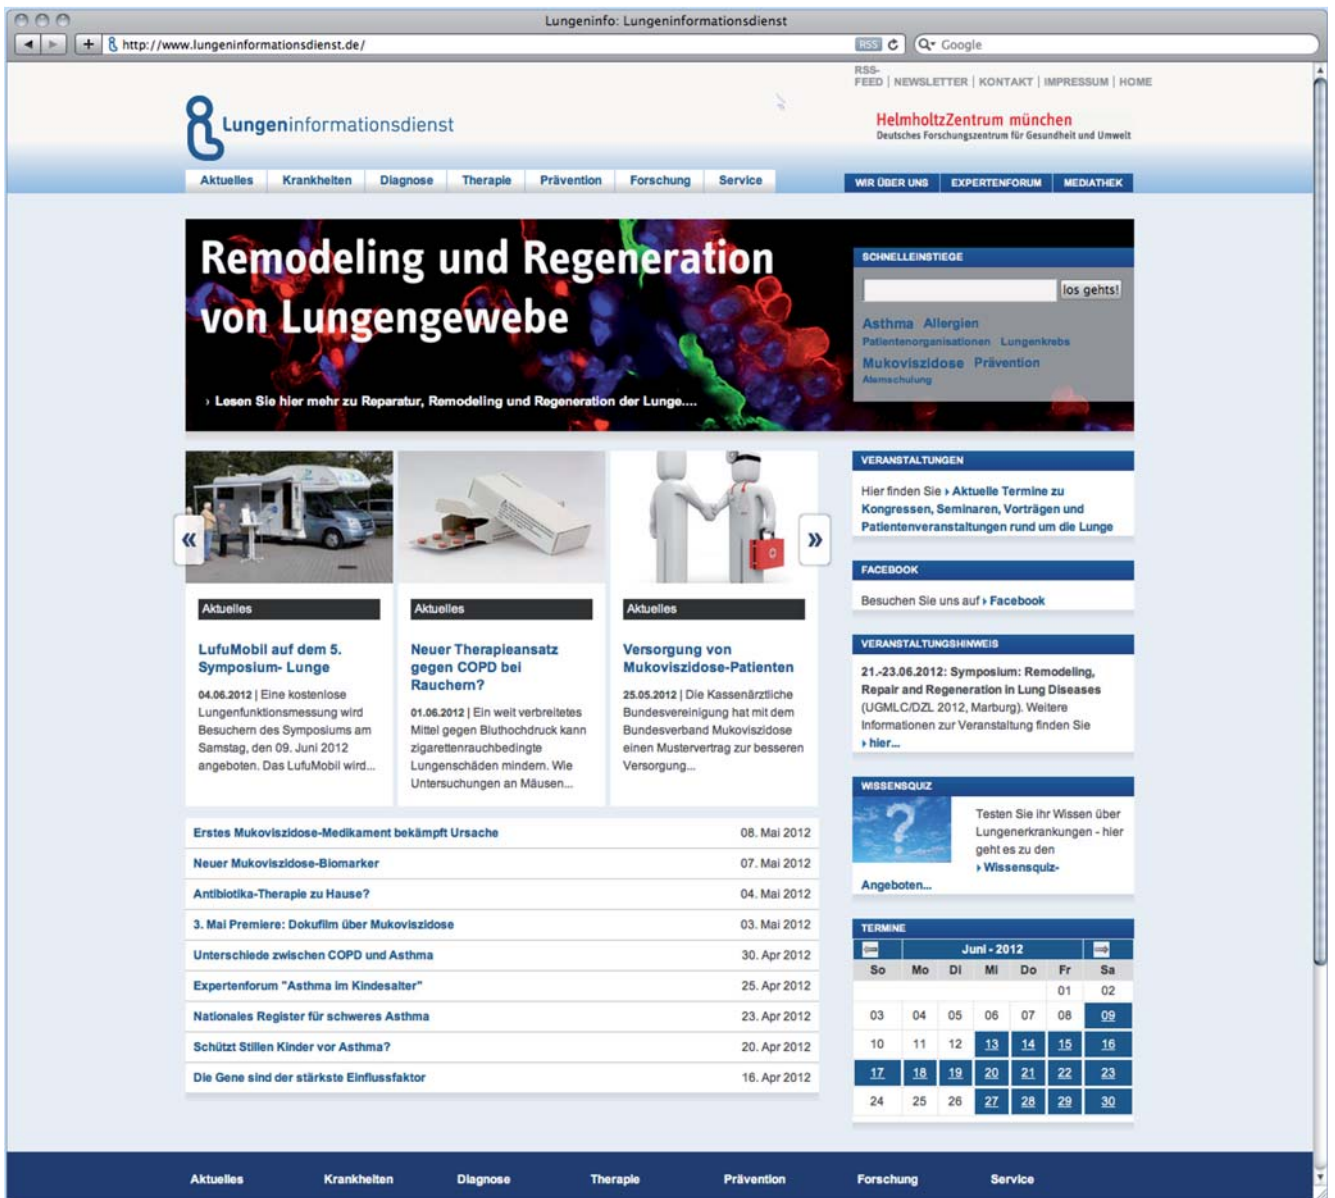 Lungeninfo: Lungeninformationsdienst
http://www.lungeninformationsdienst.de/
RSS
Google
RSS-
FEED | NEWSLETTER | KONTAKT | IMPRESSUM | HOME
Lungeninformationsdienst
HelmholtzZentrum münchen
Deutsches Forschungszentrum für Gesundheit und Umwelt
Aktuelles Krankheiten Diagnose Therapie Prävention Forschung Service
WIR ÜBER UNS EXPERTENFORUM MEDIATHEK
Remodeling und Regeneration
von Lungengewebe
› Lesen Sie hier mehr zu Reparatur, Remodeling und Regeneration der Lunge....
SCHNELLEINSTIEGE
los gehts!
Asthma Allergien
Patientenorganisationen Lungenkrebs
Mukoviszidose Prävention
Atemschulung
«
»
Aktuelles
LufuMobil auf dem 5.
Symposium- Lunge
04.06.2012 | Eine kostenlose
Lungenfunktionsmessung wird
Besuchern des Symposiums am
Samstag, den 09. Juni 2012
angeboten. Das LufuMobil wird...
Aktuelles
Neuer Therapieansatz
gegen COPD bei
Rauchern?
01.06.2012 | Ein weit verbreitetes
Mittel gegen Bluthochdruck kann
zigarettenrauchbedingte
Lungenschäden mindern. Wie
Untersuchungen an Mäusen...
Aktuelles
Versorgung von
Mukoviszidose-Patienten
25.05.2012 | Die Kassenärztliche
Bundesvereinigung hat mit dem
Bundesverband Mukoviszidose
einen Mustervertrag zur besseren
Versorgung...
Erstes Mukoviszidose-Medikament bekämpft Ursache 08. Mai 2012
Neuer Mukoviszidose-Biomarker 07. Mai 2012
Antibiotika-Therapie zu Hause? 04. Mai 2012
3. Mai Premiere: Dokufilm über Mukoviszidose 03. Mai 2012
Unterschiede zwischen COPD und Asthma 30. Apr 2012
Expertenforum "Asthma im Kindesalter" 25. Apr 2012
Nationales Register für schweres Asthma 23. Apr 2012
Schützt Stillen Kinder vor Asthma? 20. Apr 2012
Die Gene sind der stärkste Einflussfaktor 16. Apr 2012
VERANSTALTUNGEN
Hier finden Sie › Aktuelle Termine zu
Kongressen, Seminaren, Vorträgen und
Patientenveranstaltungen rund um die Lunge
FACEBOOK
Besuchen Sie uns auf › Facebook
VERANSTALTUNGSHINWEIS
21.-23.06.2012: Symposium: Remodeling,
Repair and Regeneration in Lung Diseases
(UGMLC/DZL 2012, Marburg). Weitere
Informationen zur Veranstaltung finden Sie
› hier...
WISSENSQUIZ
?
Testen Sie ihr Wissen über
Lungenerkrankungen - hier
geht es zu den
› Wissensquiz-
Angeboten...
TERMINE
Juni - 2012
So Mo Di Mi Do Fr Sa
01 02
03 04 05 06 07 08 09
10 11 12 13 14 15 16
17 18 19 20 21 22 23
24 25 26 27 28 29 30
Aktuelles Krankheiten Diagnose Therapie Prävention Forschung Service